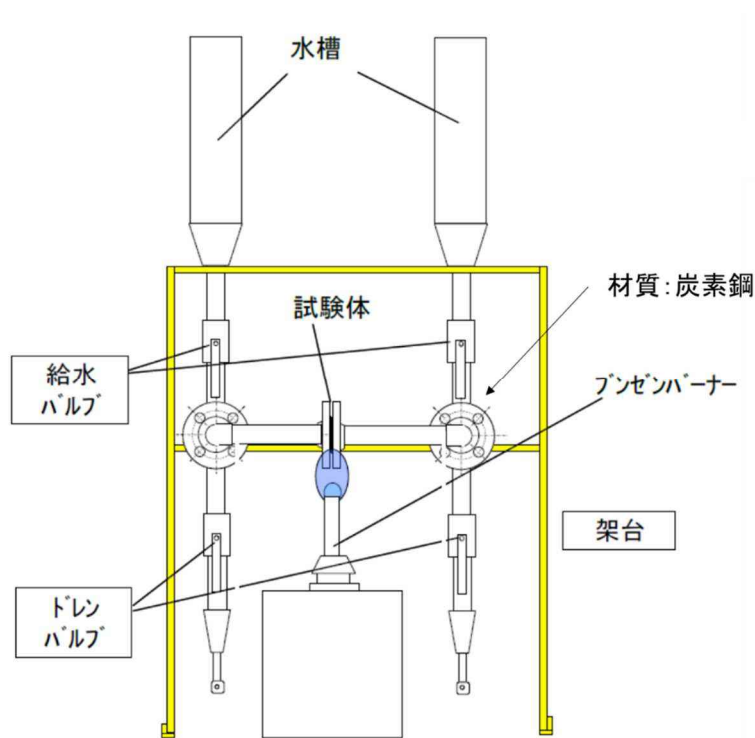 水槽
材質：炭素鋼
試験体
給水
バルブ
ブンゼンバーナー
架台
ドレン
バルブ